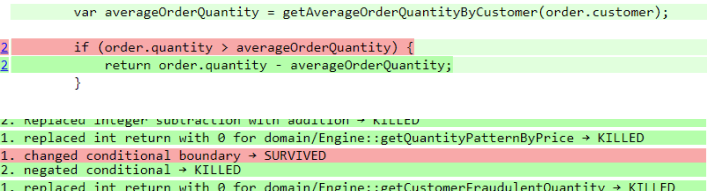 var averageOrderQuantity = getAverageOrderQuantityByCustomer(order.customer);
2 if (order.quantity > averageOrderQuantity) {
2 return order.quantity - averageOrderQuantity;
}
2. Replaced integer subtraction with addition → KILLED
1. replaced int return with 0 for domain/Engine::getQuantityPatternByPrice → KILLED
1. changed conditional boundary → SURVIVED
2. negated conditional → KILLED
1. replaced int return with 0 for domain/Engine::getCustomerFraudulentQuantity → KILLED